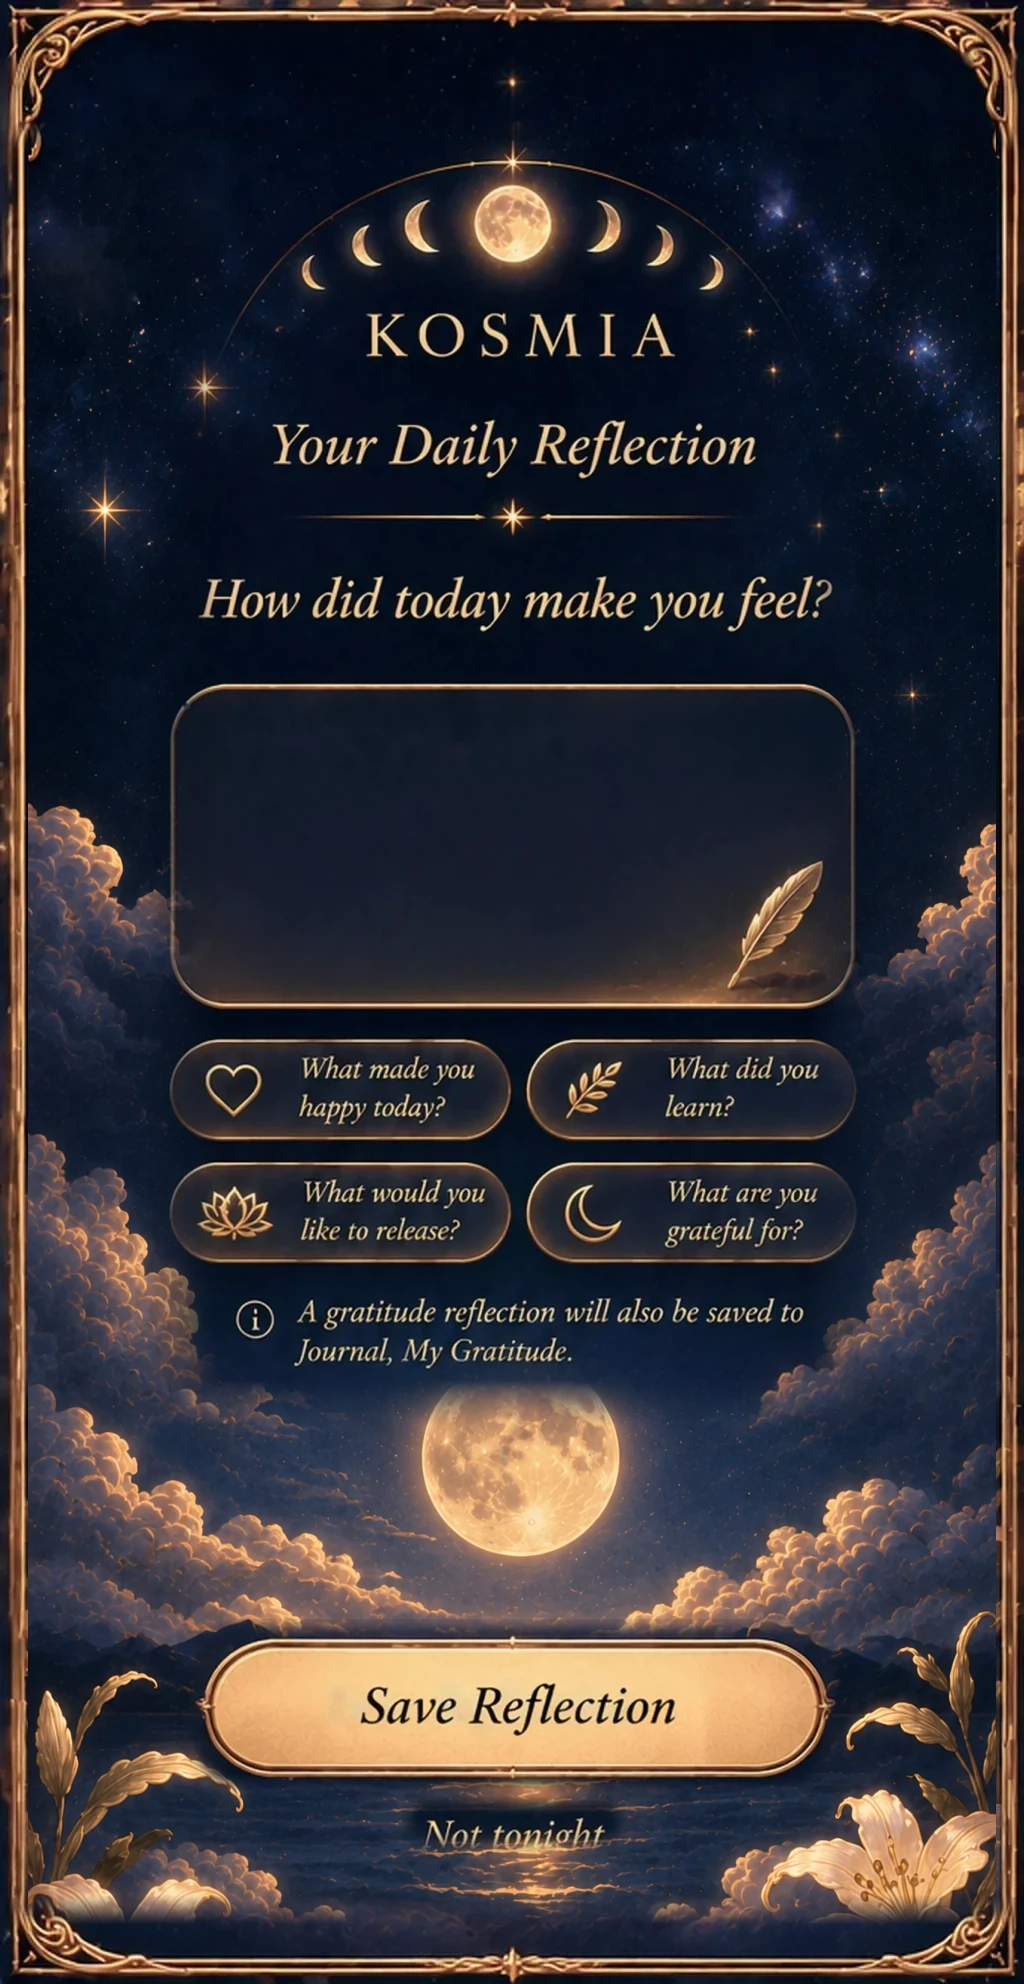 KOSMIA
Your Daily Reflection
How did today make you feel?
What made you
happy today?
What did you
learn?
What would you
like to release?
What are you
grateful for?
A gratitude reflection will also be saved to
Journal, My Gratitude.
Save Reflection
Not tonight